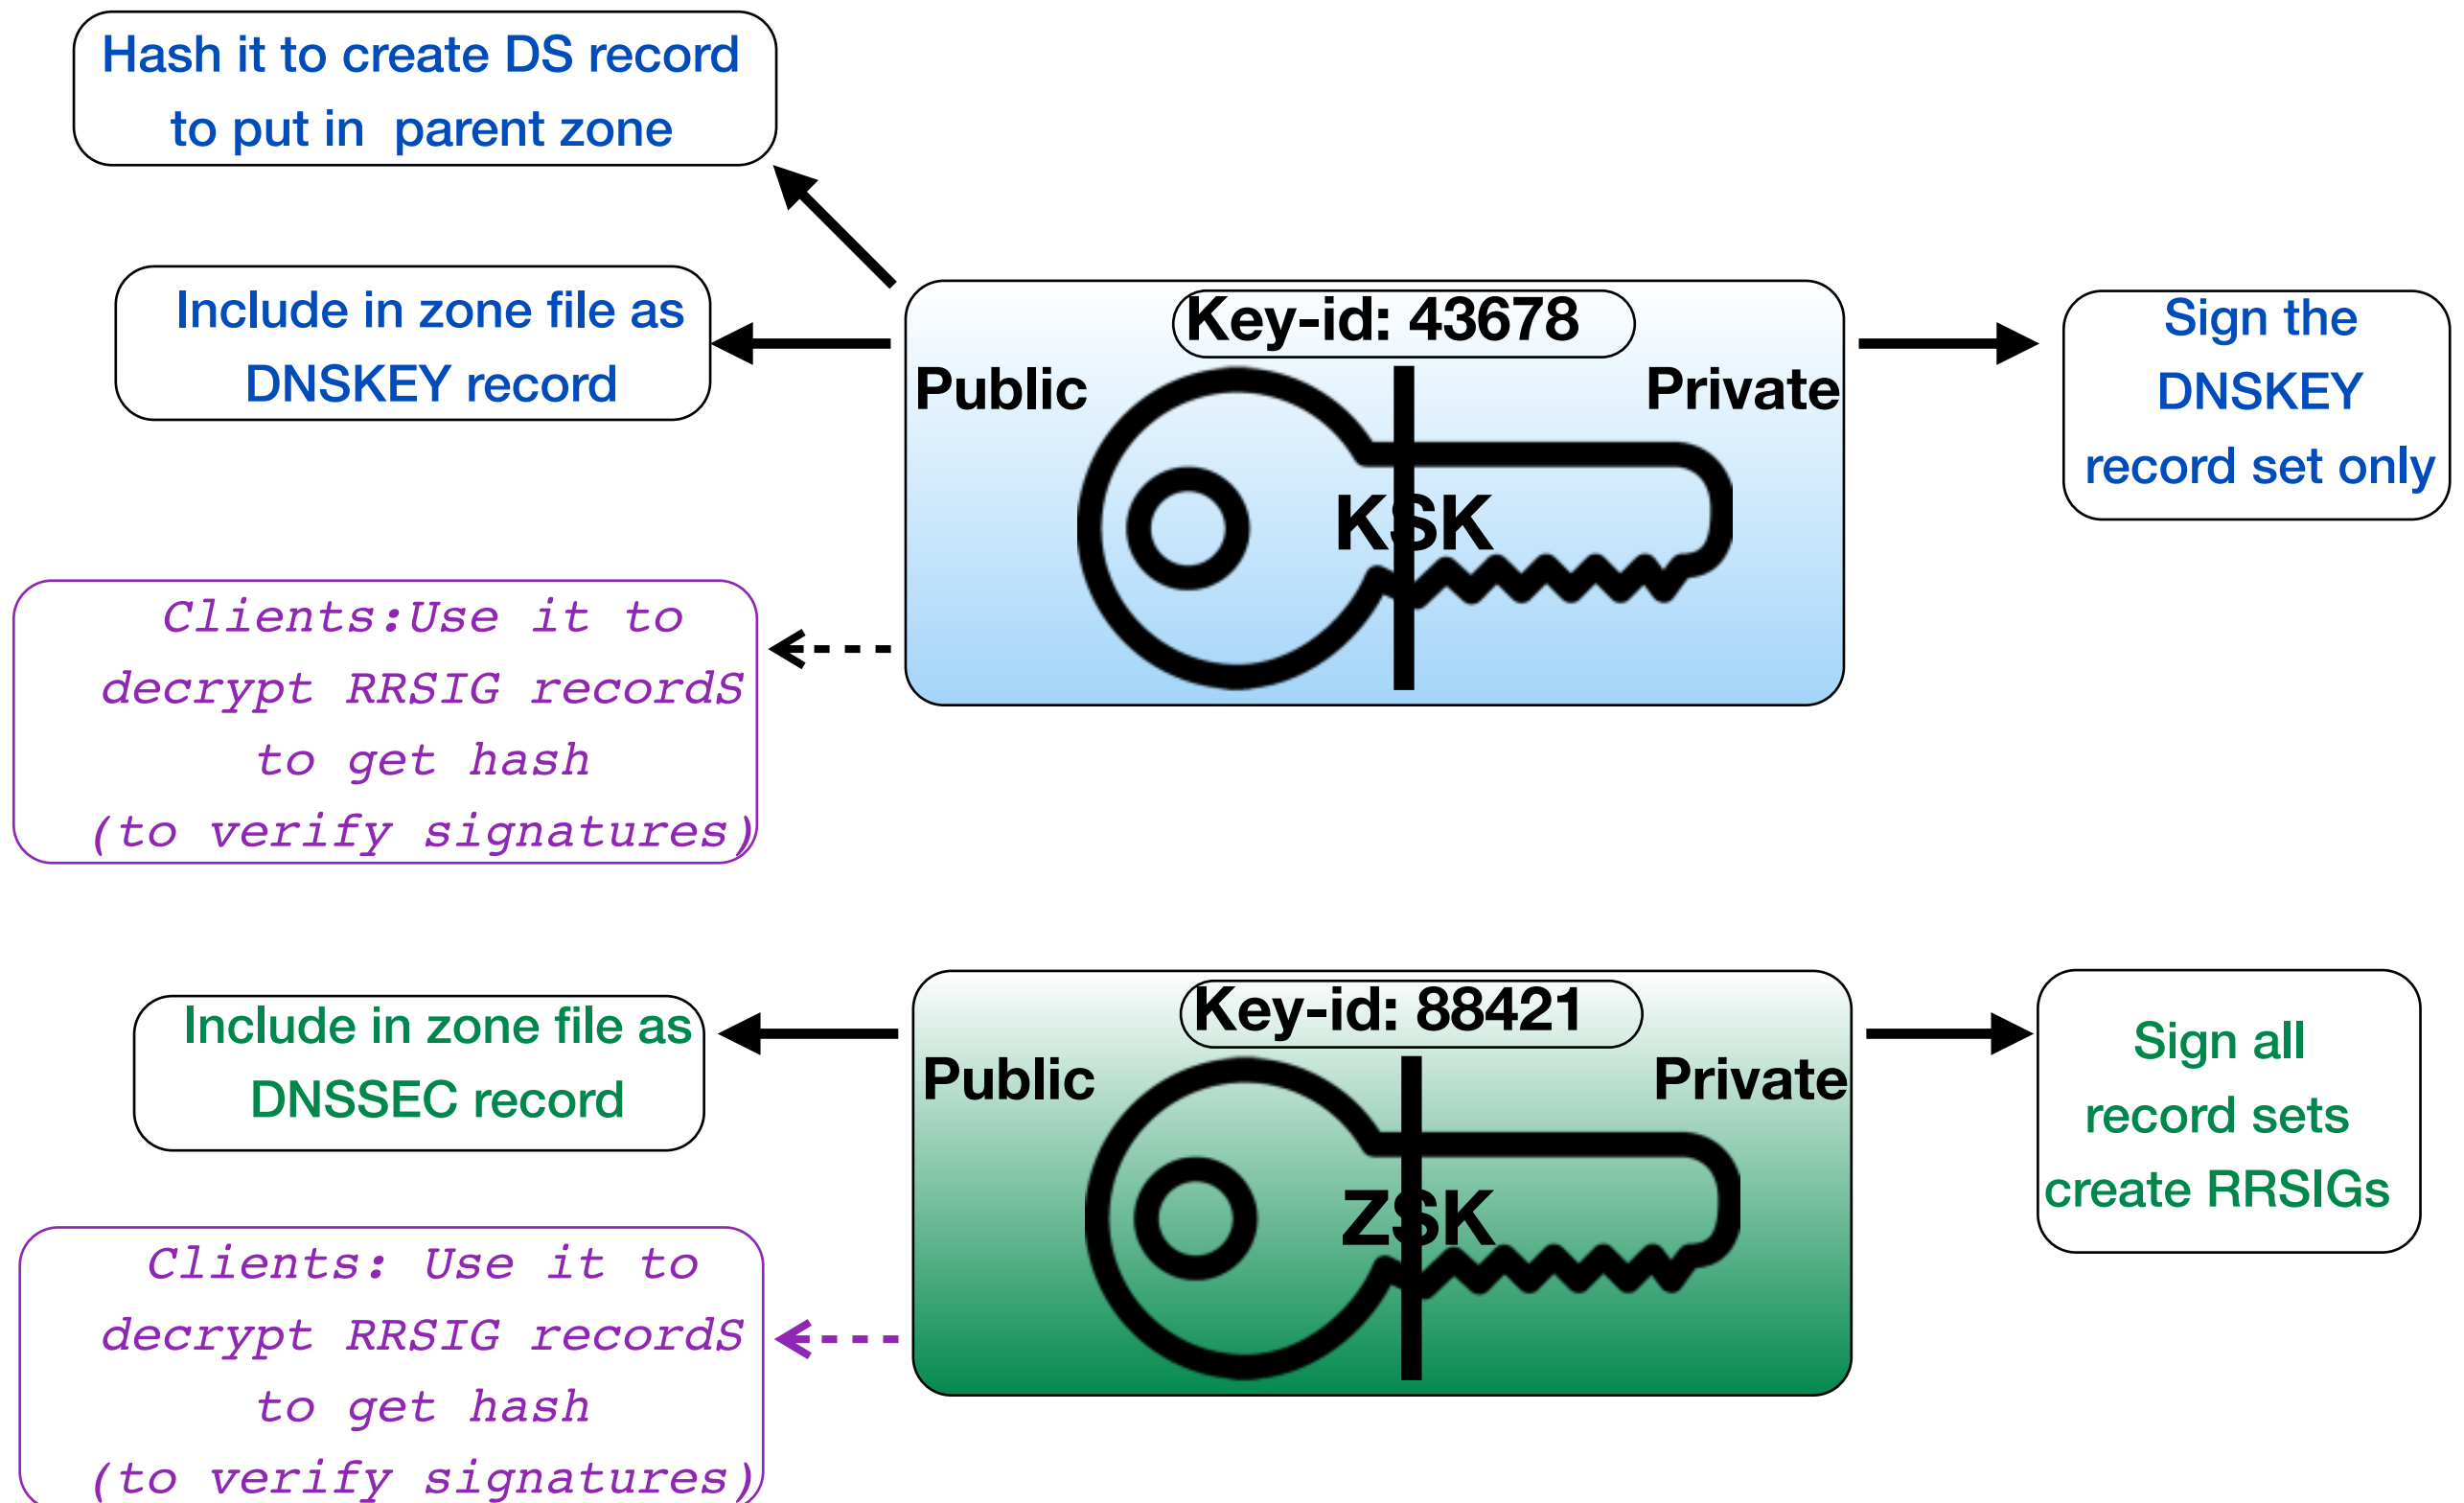 Hash it to create DS record
to put in parent zone
Include in zone file as
DNSKEY record
Key-id: 43678
Public
Private
KSK
Sign the
DNSKEY
record set only
Clients:Use it to
decrypt RRSIG records
to get hash
(to verify signatures)
Include in zone file as
DNSSEC record
Key-id: 88421
Public
Private
ZSK
Sign all
record sets
create RRSIGs
Clients: Use it to
decrypt RRSIG records
to get hash
(to verify signatures)